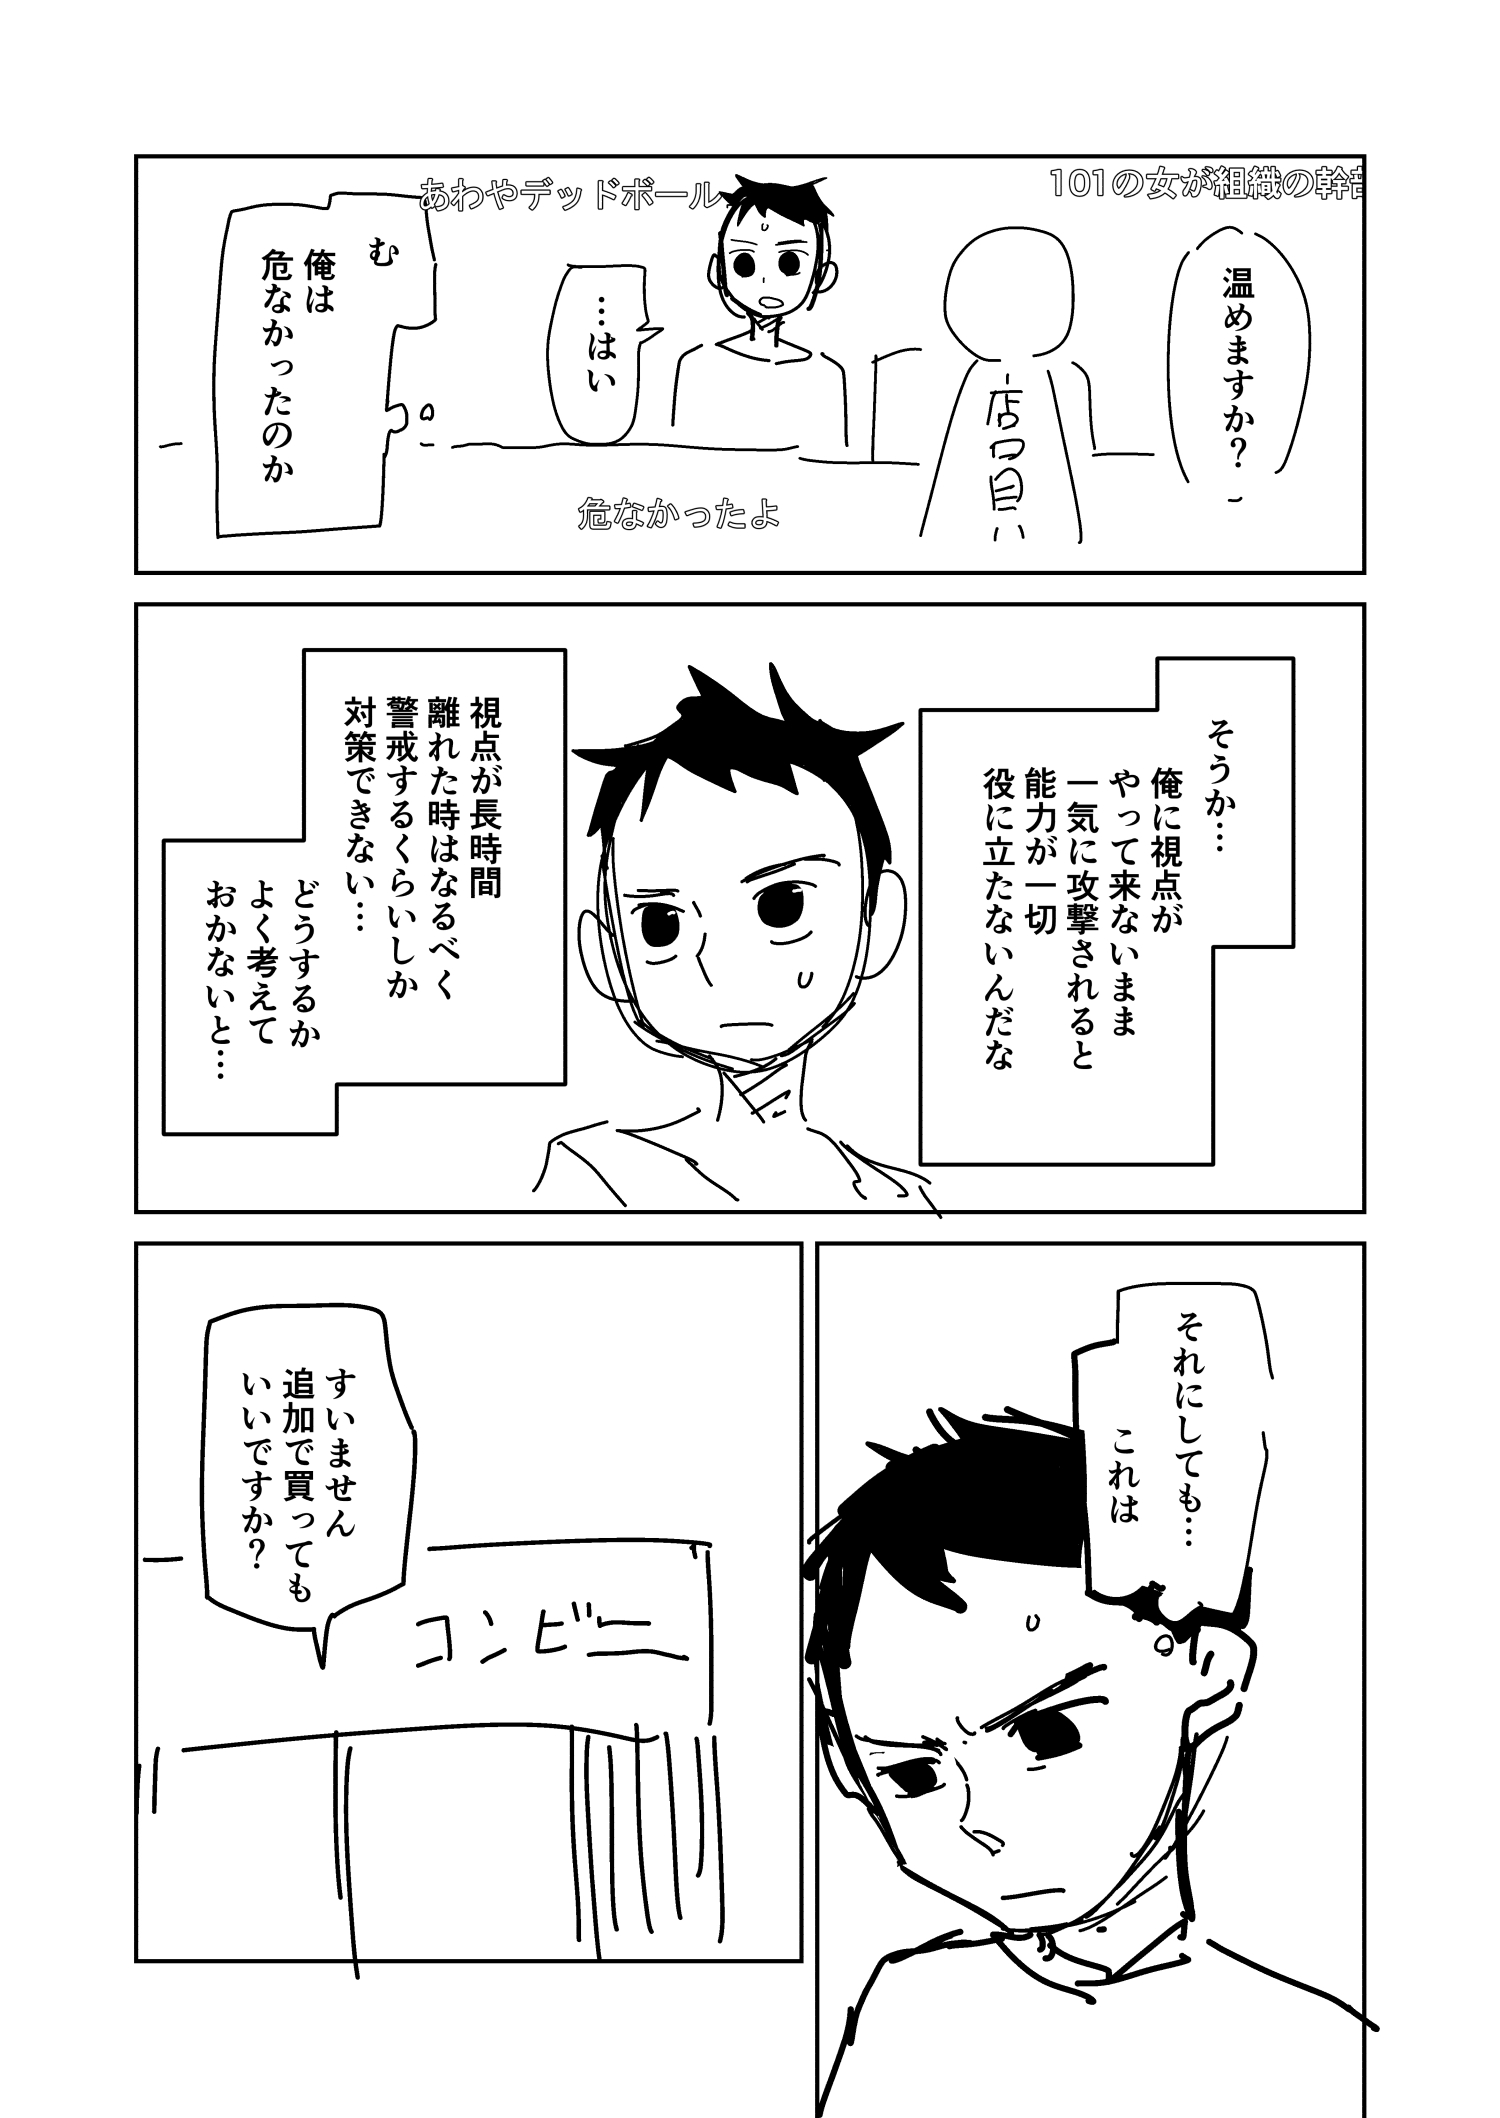 101の女が組織の幹部
あわやデッドボール
温めますか?
店員
…はい
危なかったよ
む
俺は
危なかったのか
そうか…
俺に視点が
やって来ないまま
一気に攻撃されると
能力が一切
役に立たないんだな
視点が長時間
離れた時はなるべく
警戒するくらいしか
対策できない…
どうするか
よく考えて
おかないと…
それにしても…
これは
コンビニ
すいません
追加で買っても
いいですか?